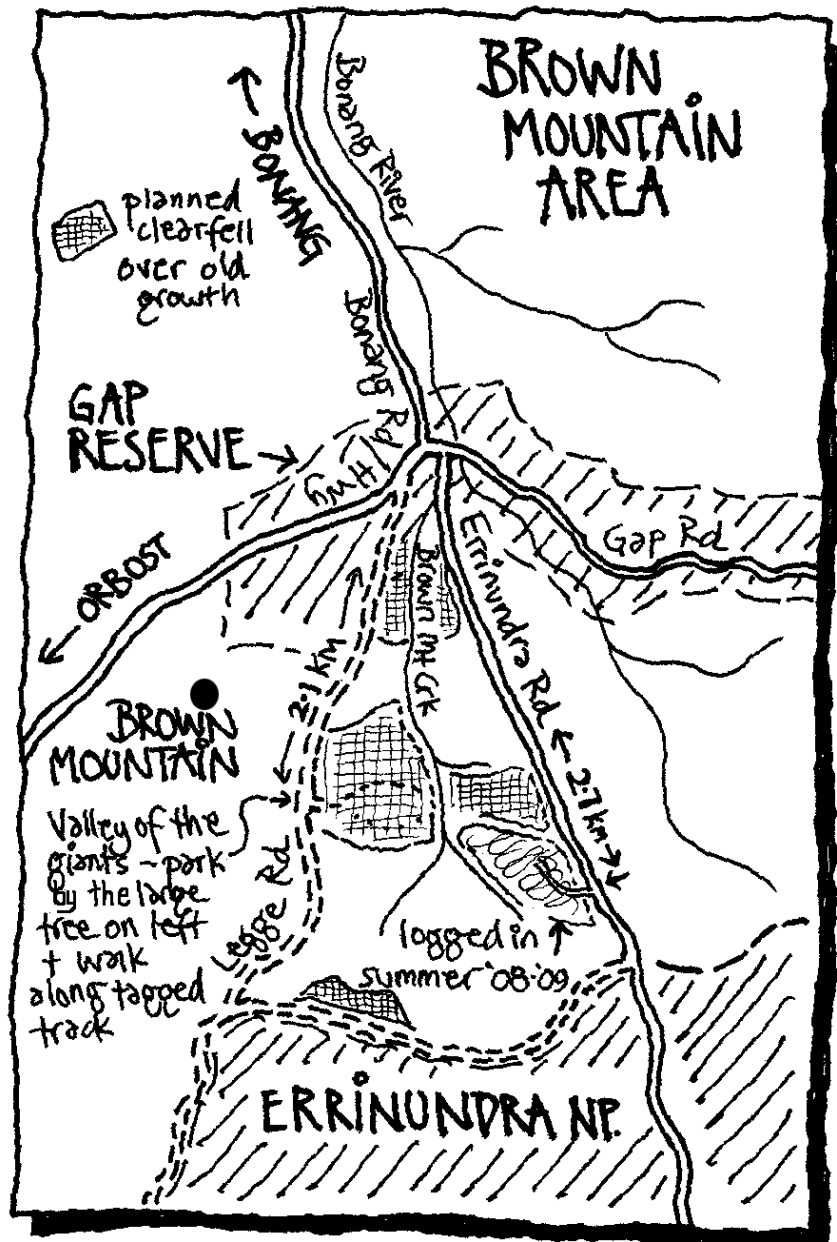 BROWN
MOUNTAIN
AREA
Bonang River
← BONANG
planned
clearfell
over old
growth
Bonang Rd
/ Hwy
GAP
RESERVE →
Gap Rd
← ORBOST
Brown Mt Crk
Errinundra Rd
← 2.1 km →
← 2.7 km →
BROWN
MOUNTAIN
Valley of the
giants - park
by the large
tree on left
+ walk
along tagged
track
Legge Rd
logged in
summer '08-'09
ERRINUNDRA NP.